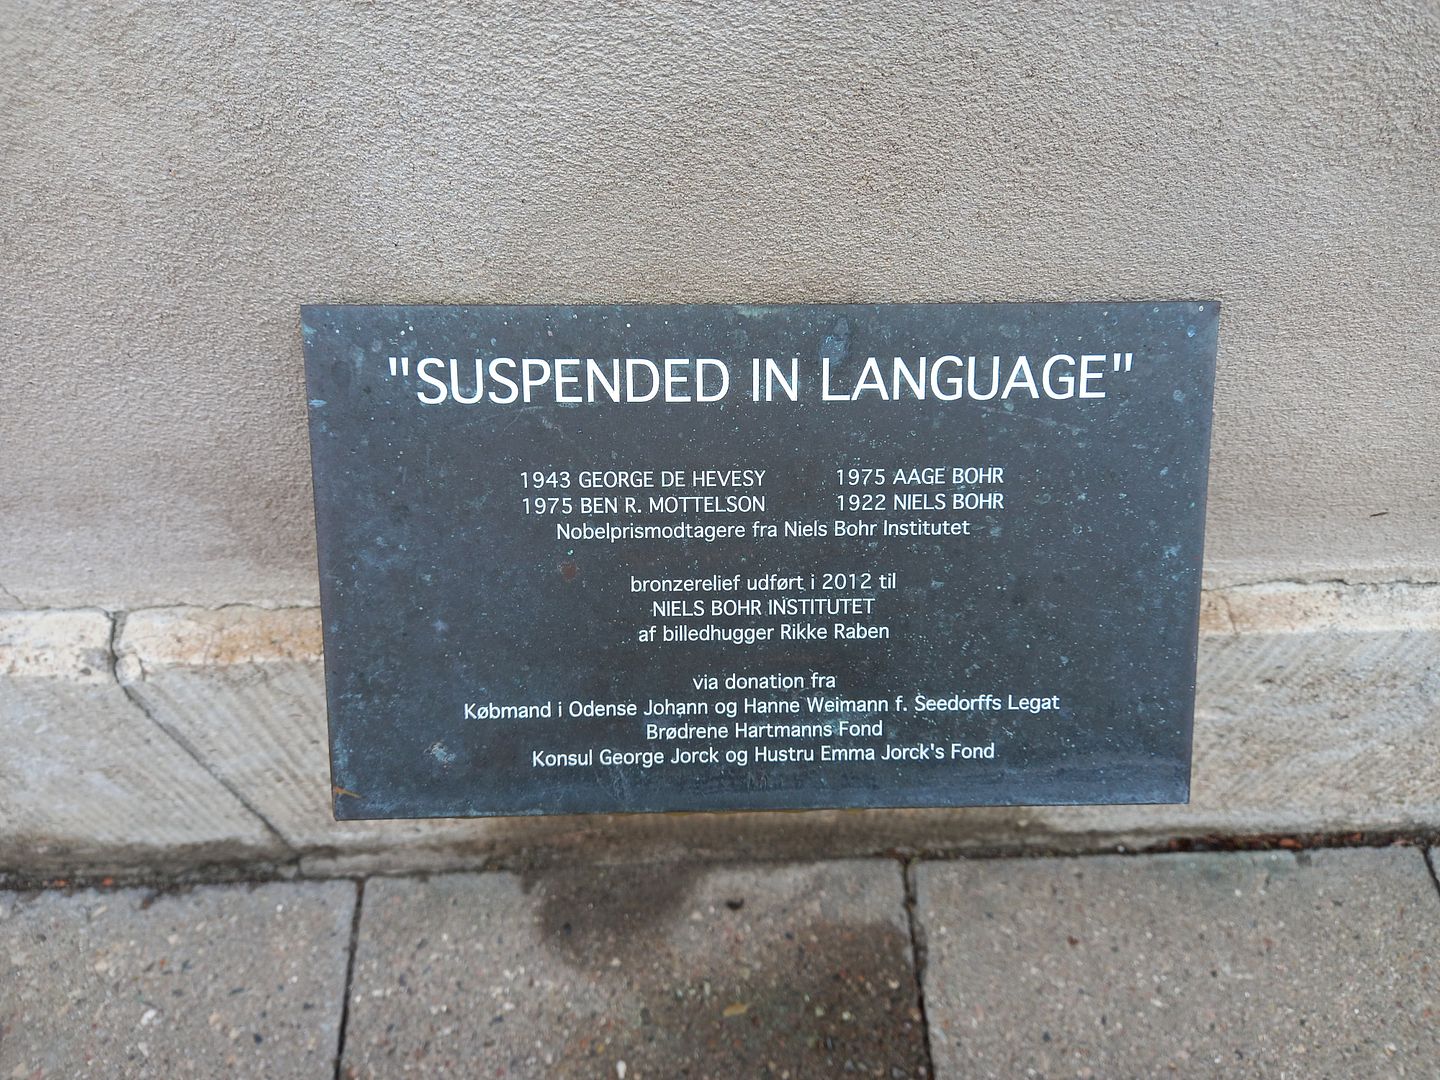 "SUSPENDED IN LANGUAGE"
1943 GEORGE DE HEVESY 1975 AAGE BOHR
1975 BEN R. MOTTELSON 1922 NIELS BOHR
Nobelprismodtagere fra Niels Bohr Institutet
bronzerelief udført i 2012 til
NIELS BOHR INSTITUTET
af billedhugger Rikke Raben
via donation fra
Købmand i Odense Johann og Hanne Weimann f. Seedorffs Legat
Brødrene Hartmanns Fond
Konsul George Jorck og Hustru Emma Jorck's Fond